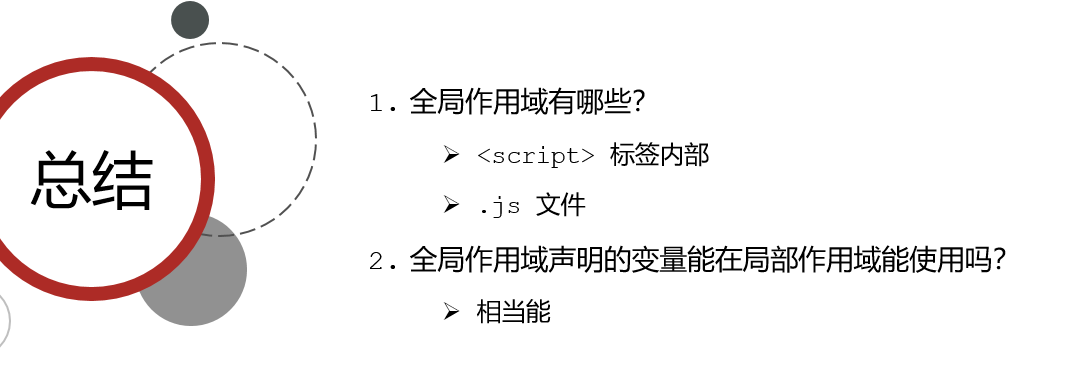 总结
1. 全局作用域有哪些？
➢ <script> 标签内部
➢ .js 文件
2. 全局作用域声明的变量能在局部作用域能使用吗？
➢ 相当能